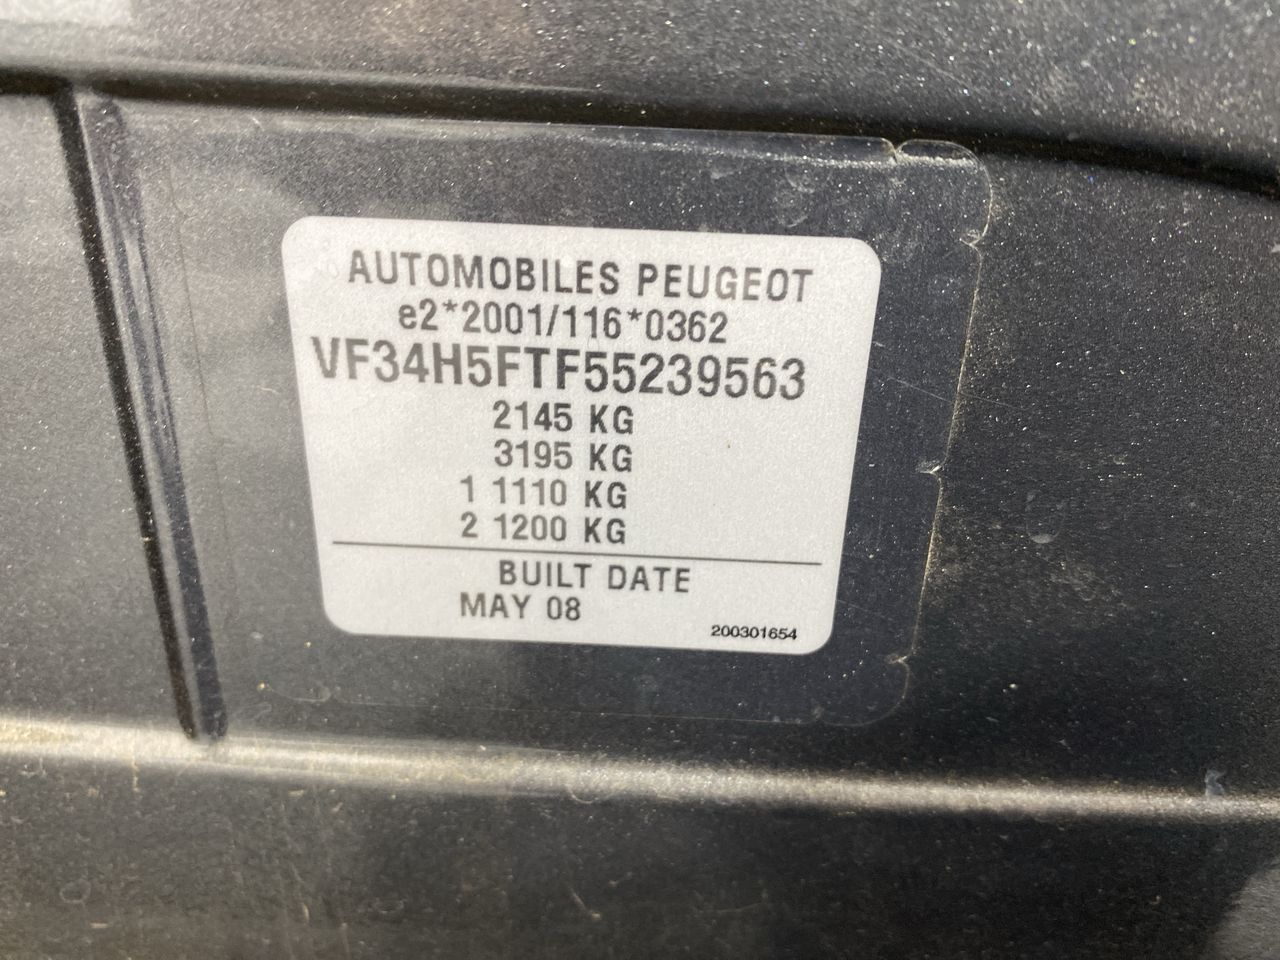 AUTOMOBILES PEUGEOT
e2*2001/116*0362
VF34H5FTF55239563
2145 KG
3195 KG
1 1110 KG
2 1200 KG
BUILT DATE
MAY 08
200301654